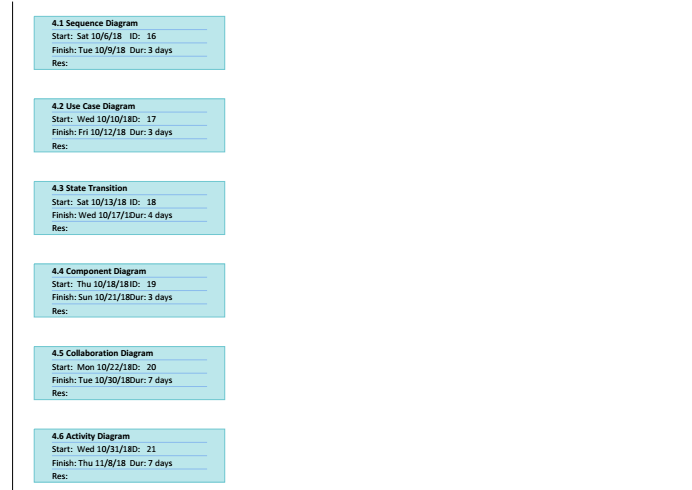 4.1 Sequence Diagram
Start: Sat 10/6/18 ID: 16
Finish: Tue 10/9/18 Dur: 3 days
Res:
4.2 Use Case Diagram
Start: Wed 10/10/18D: 17
Finish: Fri 10/12/18 Dur: 3 days
Res:
4.3 State Transition
Start: Sat 10/13/18 ID: 18
Finish: Wed 10/17/1Dur: 4 days
Res:
4.4 Component Diagram
Start: Thu 10/18/18ID: 19
Finish: Sun 10/21/18Dur: 3 days
Res:
4.5 Collaboration Diagram
Start: Mon 10/22/18D: 20
Finish: Tue 10/30/18Dur: 7 days
Res:
4.6 Activity Diagram
Start: Wed 10/31/18D: 21
Finish: Thu 11/8/18 Dur: 7 days
Res: